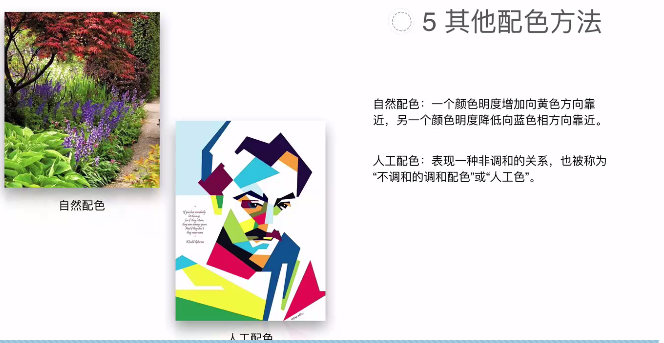 5 其他配色方法
自然配色：一个颜色明度增加向黄色方向靠
近，另一个颜色明度降低向蓝色相方向靠近。
人工配色：表现一种非调和的关系，也被称为
“不调和的调和配色”或“人工色”。
自然配色
人工配色